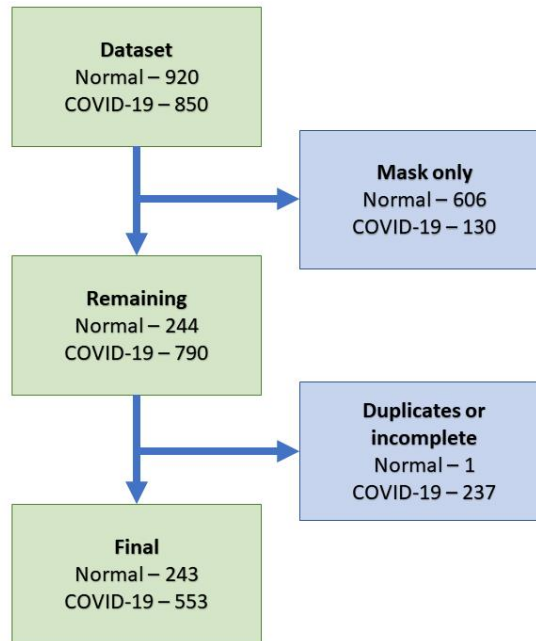 Dataset
Normal – 920
COVID-19 – 850
Mask only
Normal – 606
COVID-19 – 130
Remaining
Normal – 244
COVID-19 – 790
Duplicates or
incomplete
Normal – 1
COVID-19 – 237
Final
Normal – 243
COVID-19 – 553